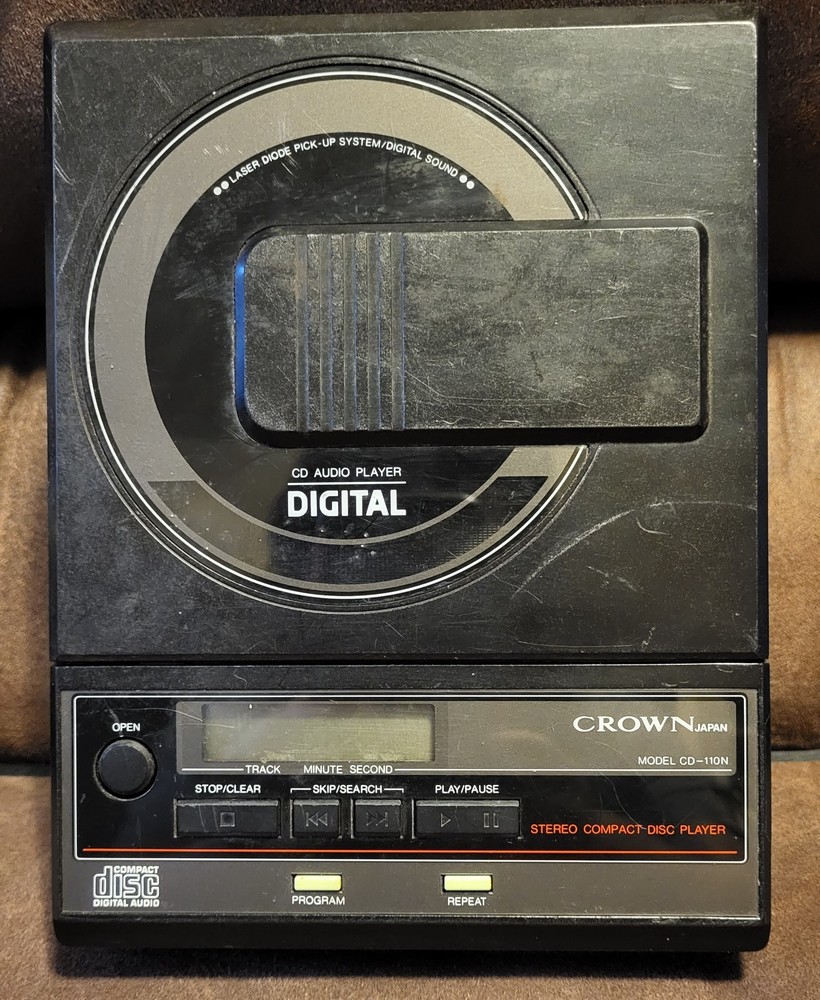 LASER DIODE PICK-UP SYSTEM/DIGITAL SOUND
CD AUDIO PLAYER
DIGITAL
OPEN
CROWN JAPAN
MODEL CD-110N
TRACK MINUTE SECOND
STOP/CLEAR SKIP/SEARCH PLAY/PAUSE
STEREO COMPACT DISC PLAYER
COMPACT
disc
DIGITAL AUDIO
PROGRAM REPEAT